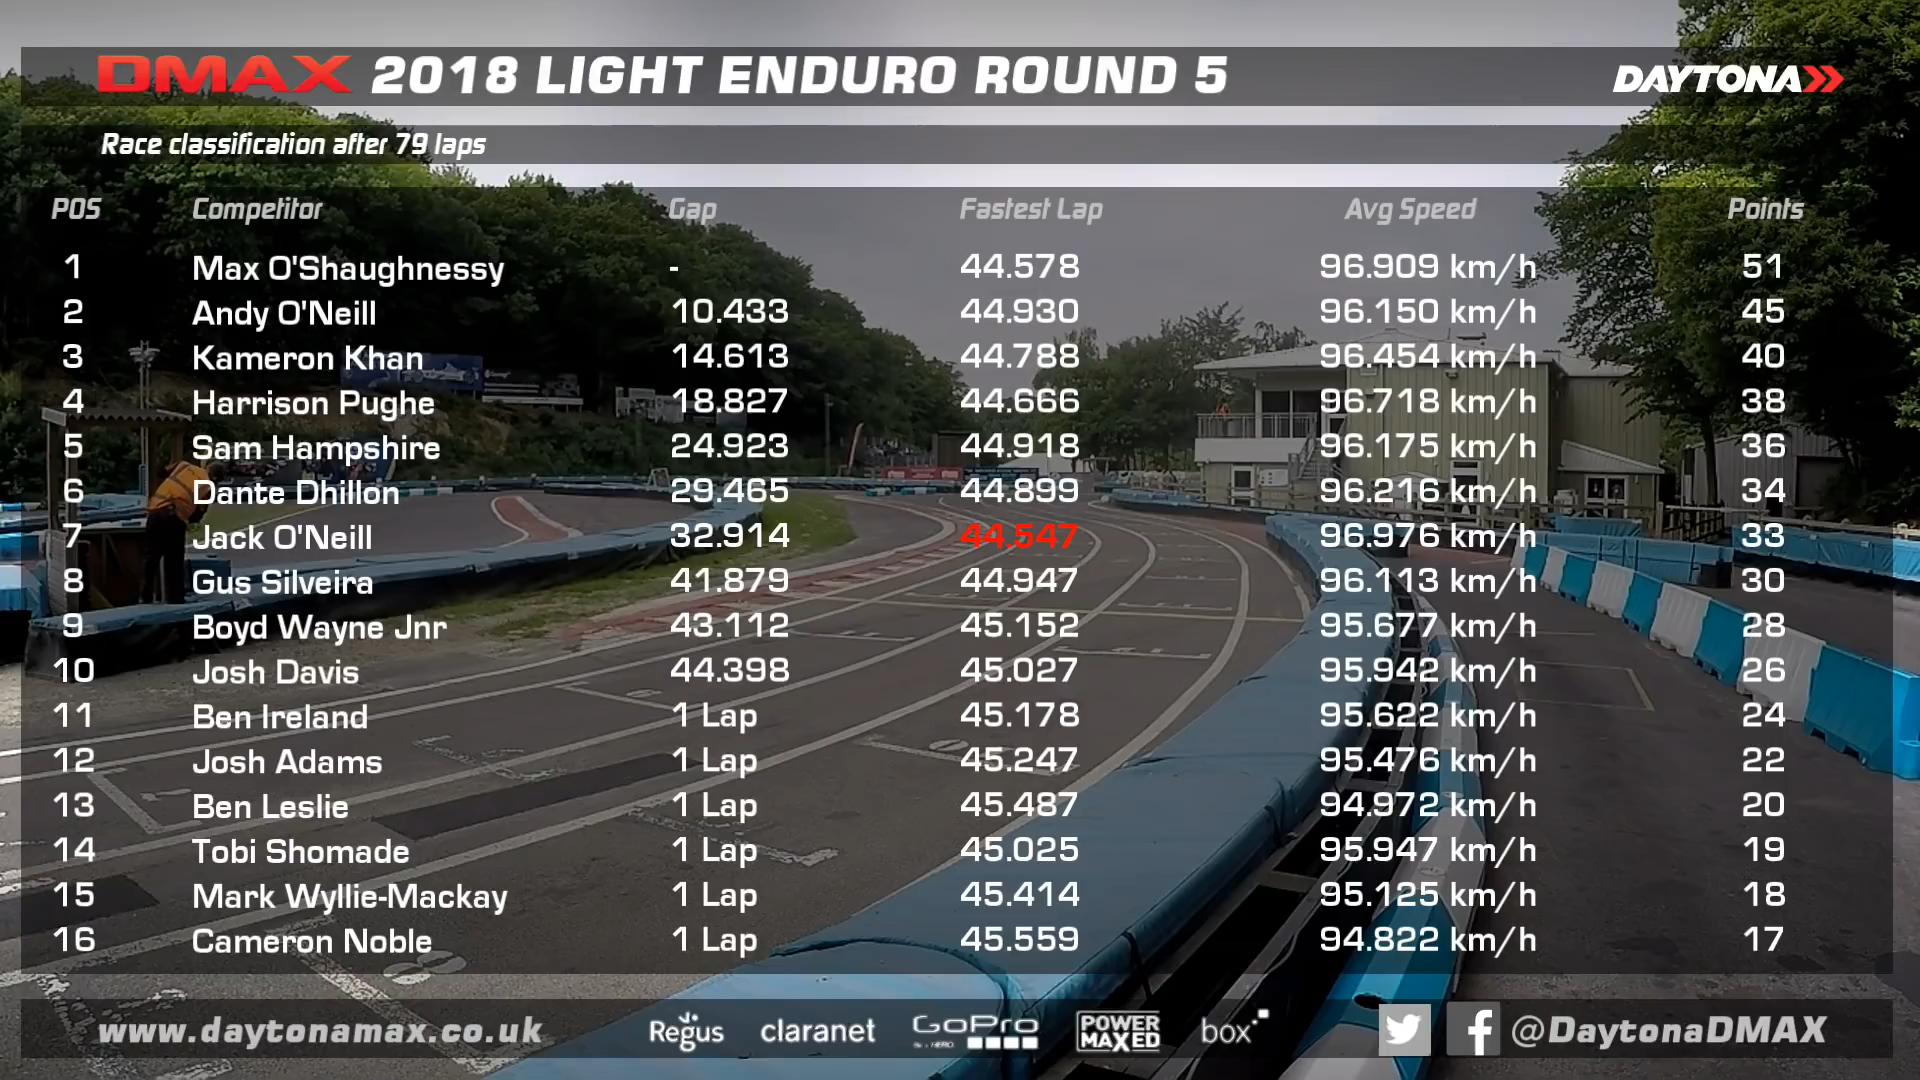 DMAX 2018 LIGHT ENDURO ROUND 5 DAYTONA
Race classification after 79 laps
POS Competitor Gap Fastest Lap Avg Speed Points
1 Max O'Shaughnessy - 44.578 96.909 km/h 51
2 Andy O'Neill 10.433 44.930 96.150 km/h 45
3 Kameron Khan 14.613 44.788 96.454 km/h 40
4 Harrison Pughe 18.827 44.666 96.718 km/h 38
5 Sam Hampshire 24.923 44.918 96.175 km/h 36
6 Dante Dhillon 29.465 44.899 96.216 km/h 34
7 Jack O'Neill 32.914 44.547 96.976 km/h 33
8 Gus Silveira 41.879 44.947 96.113 km/h 30
9 Boyd Wayne Jnr 43.112 45.152 95.677 km/h 28
10 Josh Davis 44.398 45.027 95.942 km/h 26
11 Ben Ireland 1 Lap 45.178 95.622 km/h 24
12 Josh Adams 1 Lap 45.247 95.476 km/h 22
13 Ben Leslie 1 Lap 45.487 94.972 km/h 20
14 Tobi Shomade 1 Lap 45.025 95.947 km/h 19
15 Mark Wyllie-Mackay 1 Lap 45.414 95.125 km/h 18
16 Cameron Noble 1 Lap 45.559 94.822 km/h 17
www.daytonamax.co.uk Regus claranet GoPro POWER MAXED box @DaytonaDMAX